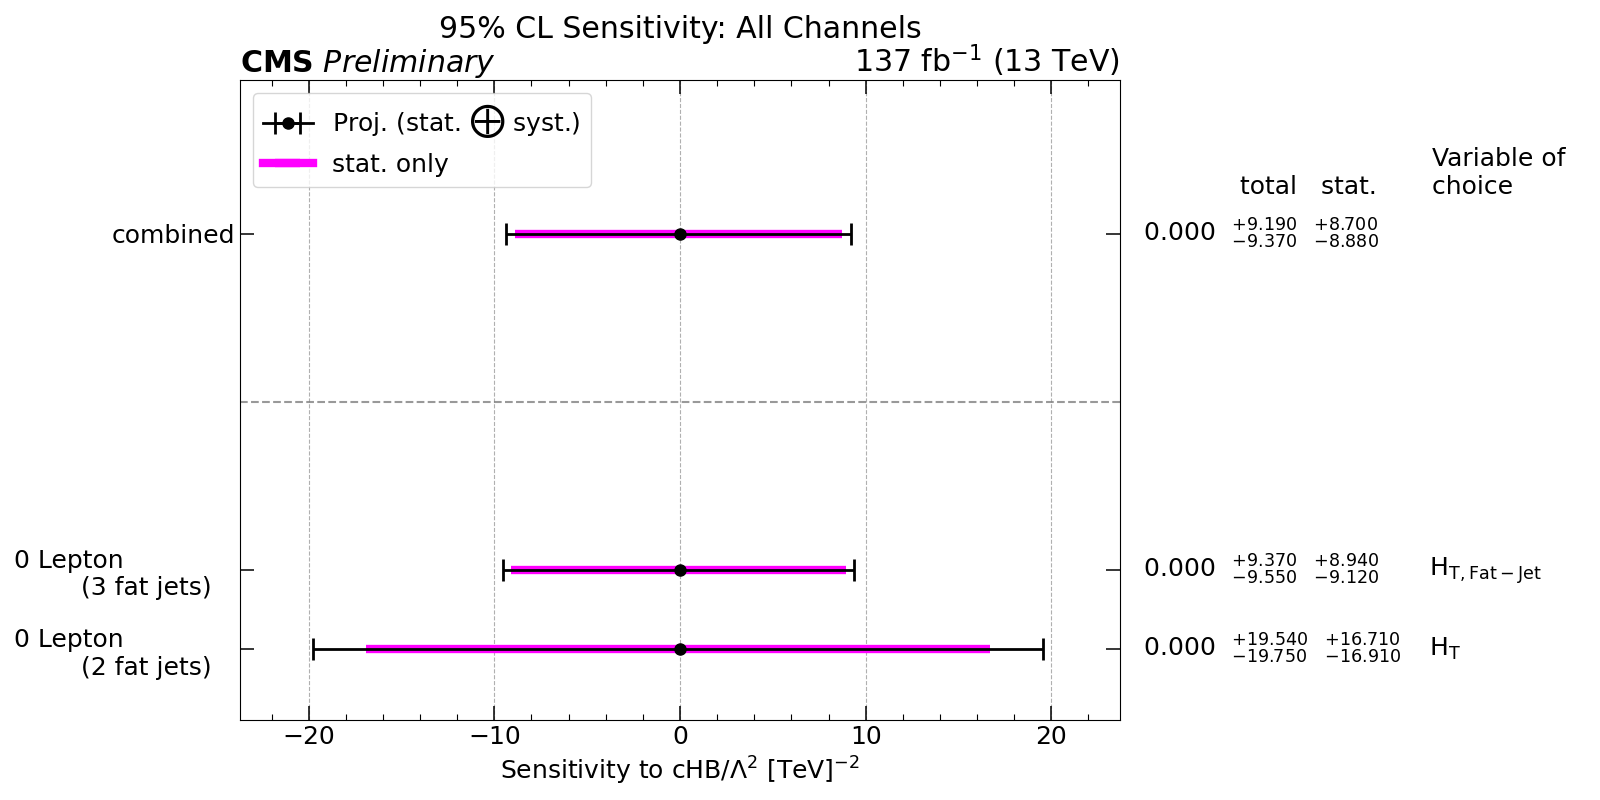 95% CL Sensitivity: All Channels
CMS Preliminary 137 fb⁻¹ (13 TeV)
Proj. (stat. ⊕ syst.)
stat. only
Variable of
total stat. choice
combined 0.000 +9.190 −9.370 +8.700 −8.880
0 Lepton
(3 fat jets) 0.000 +9.370 −9.550 +8.940 −9.120 H_T, Fat−Jet
0 Lepton
(2 fat jets) 0.000 +19.540 −19.750 +16.710 −16.910 H_T
−20 −10 0 10 20
Sensitivity to cHB/Λ² [TeV]⁻²